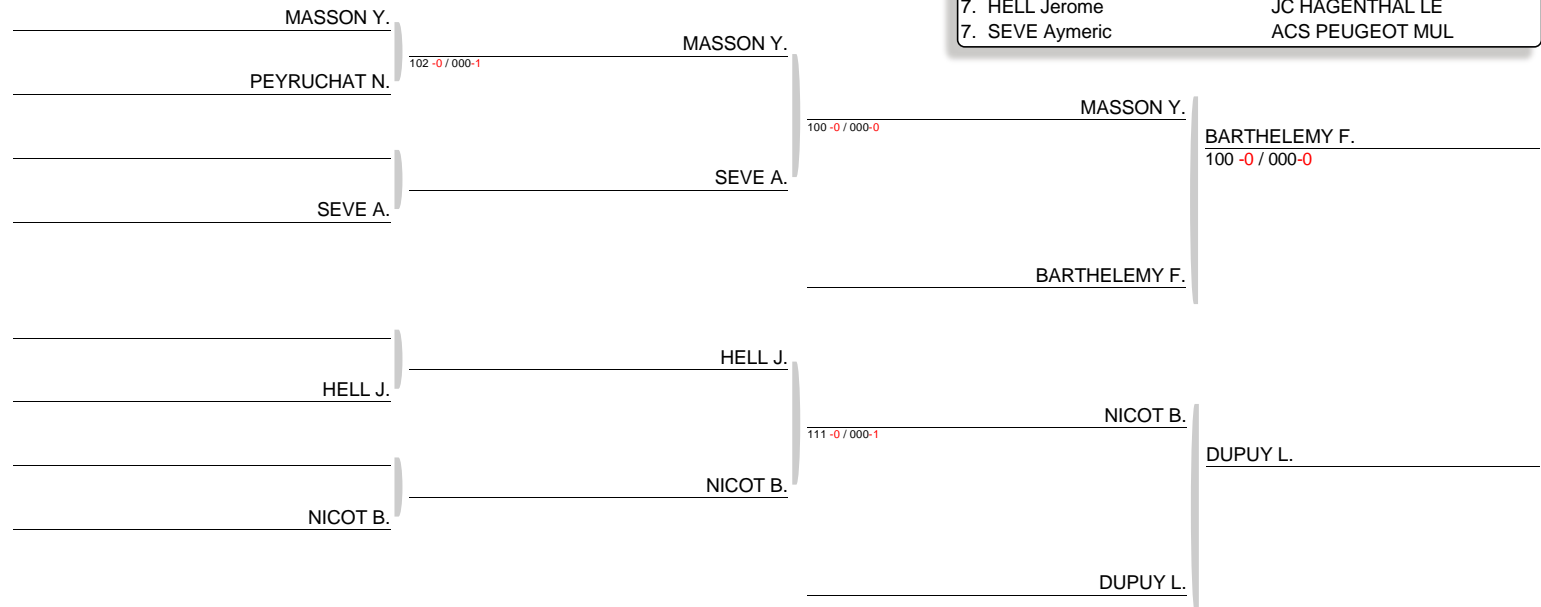 7. HELL Jerome JC HAGENTHAL LE
7. SEVE Aymeric ACS PEUGEOT MUL
MASSON Y.
PEYRUCHAT N.
SEVE A.
HELL J.
NICOT B.
MASSON Y.
102 -0 / 000-1
SEVE A.
HELL J.
NICOT B.
MASSON Y.
100 -0 / 000-0
BARTHELEMY F.
NICOT B.
111 -0 / 000-1
DUPUY L.
BARTHELEMY F.
100 -0 / 000-0
DUPUY L.